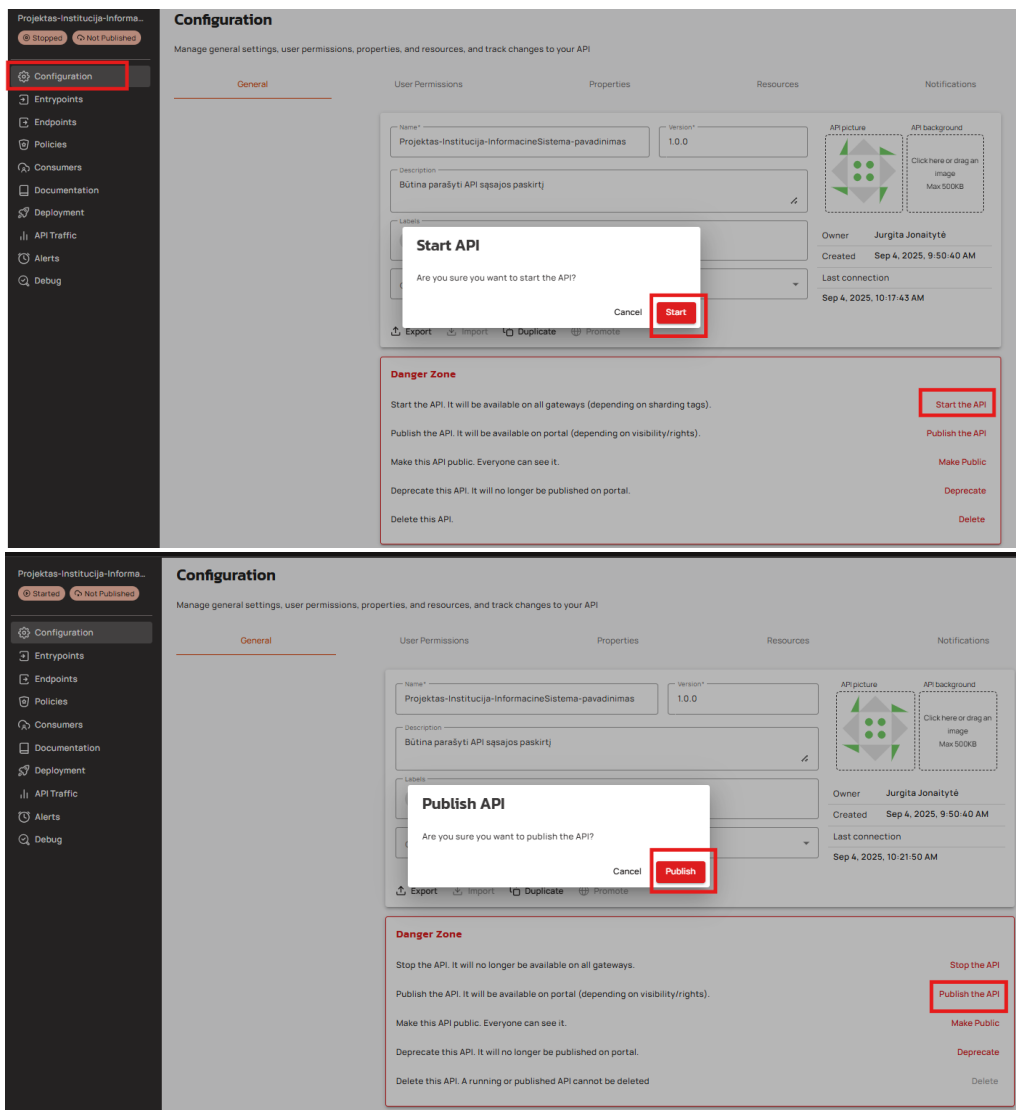 Projektas-Institucija-Informa...
Stopped Not Published
Configuration
Entrypoints
Endpoints
Policies
Consumers
Documentation
Deployment
API Traffic
Alerts
Debug
Configuration
Manage general settings, user permissions, properties, and resources, and track changes to your API
General User Permissions Properties Resources Notifications
Name*
Projektas-Institucija-InformacineSistema-pavadinimas
Version*
1.0.0
Description
Būtina parašyti API sąsajos paskirtį
Labels
API picture API background
Click here or drag an
image
Max 500KB
Owner Jurgita Jonaitytė
Created Sep 4, 2025, 9:50:40 AM
Last connection
Sep 4, 2025, 10:17:43 AM
Start API
Are you sure you want to start the API?
Cancel Start
Export Import Duplicate Promote
Danger Zone
Start the API. It will be available on all gateways (depending on sharding tags). Start the API
Publish the API. It will be available on portal (depending on visibility/rights). Publish the API
Make this API public. Everyone can see it. Make Public
Deprecate this API. It will no longer be published on portal. Deprecate
Delete this API. Delete
Projektas-Institucija-Informa...
Started Not Published
Configuration
Entrypoints
Endpoints
Policies
Consumers
Documentation
Deployment
API Traffic
Alerts
Debug
Configuration
Manage general settings, user permissions, properties, and resources, and track changes to your API
General User Permissions Properties Resources Notifications
Name*
Projektas-Institucija-InformacineSistema-pavadinimas
Version*
1.0.0
Description
Būtina parašyti API sąsajos paskirtį
Labels
API picture API background
Click here or drag an
image
Max 500KB
Owner Jurgita Jonaitytė
Created Sep 4, 2025, 9:50:40 AM
Last connection
Sep 4, 2025, 10:21:50 AM
Publish API
Are you sure you want to publish the API?
Cancel Publish
Export Import Duplicate Promote
Danger Zone
Stop the API. It will no longer be available on all gateways. Stop the API
Publish the API. It will be available on portal (depending on visibility/rights). Publish the API
Make this API public. Everyone can see it. Make Public
Deprecate this API. It will no longer be published on portal. Deprecate
Delete this API. A running or published API cannot be deleted Delete